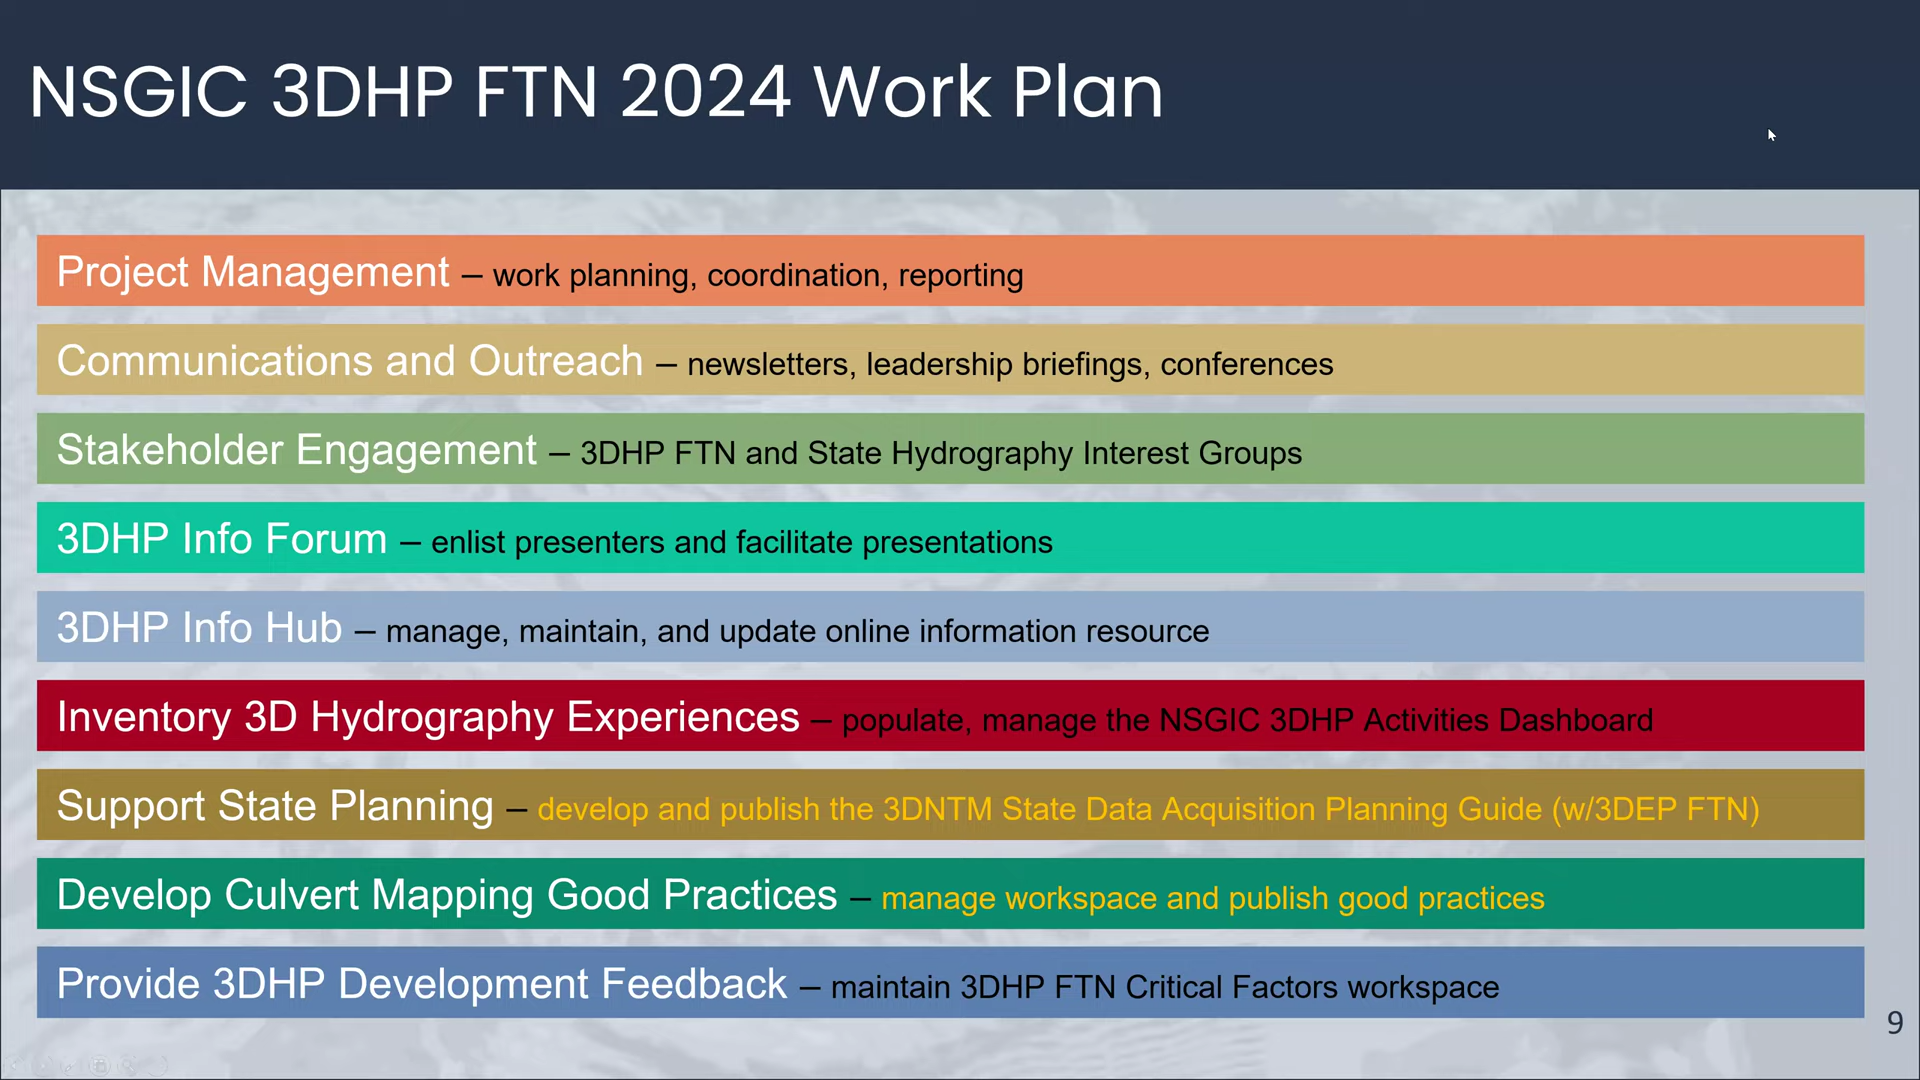 NSGIC 3DHP FTN 2024 Work Plan
Project Management – work planning, coordination, reporting
Communications and Outreach – newsletters, leadership briefings, conferences
Stakeholder Engagement – 3DHP FTN and State Hydrography Interest Groups
3DHP Info Forum – enlist presenters and facilitate presentations
3DHP Info Hub – manage, maintain, and update online information resource
Inventory 3D Hydrography Experiences – populate, manage the NSGIC 3DHP Activities Dashboard
Support State Planning – develop and publish the 3DNTM State Data Acquisition Planning Guide (w/3DEP FTN)
Develop Culvert Mapping Good Practices – manage workspace and publish good practices
Provide 3DHP Development Feedback – maintain 3DHP FTN Critical Factors workspace
9